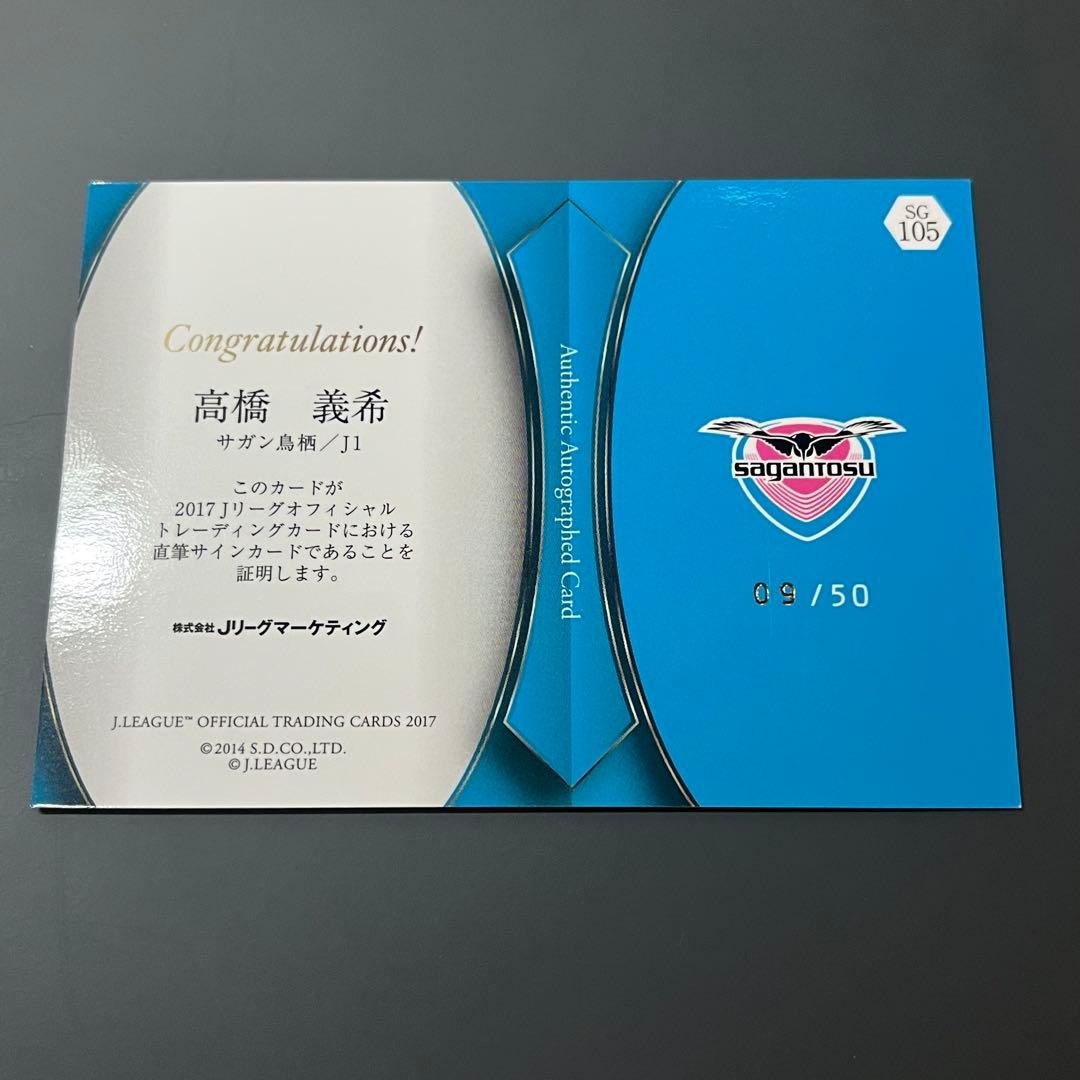 Congratulations!
高橋　義希
サガン鳥栖／J1
このカードが
2017 Jリーグオフィシャル
トレーディングカードにおける
直筆サインカードであることを
証明します。
株式会社 Jリーグマーケティング
J.LEAGUE™ OFFICIAL TRADING CARDS 2017
©2014 S.D.CO.,LTD.
© J.LEAGUE
Authentic Autographed Card
SG
105
sagantosu
09 /50